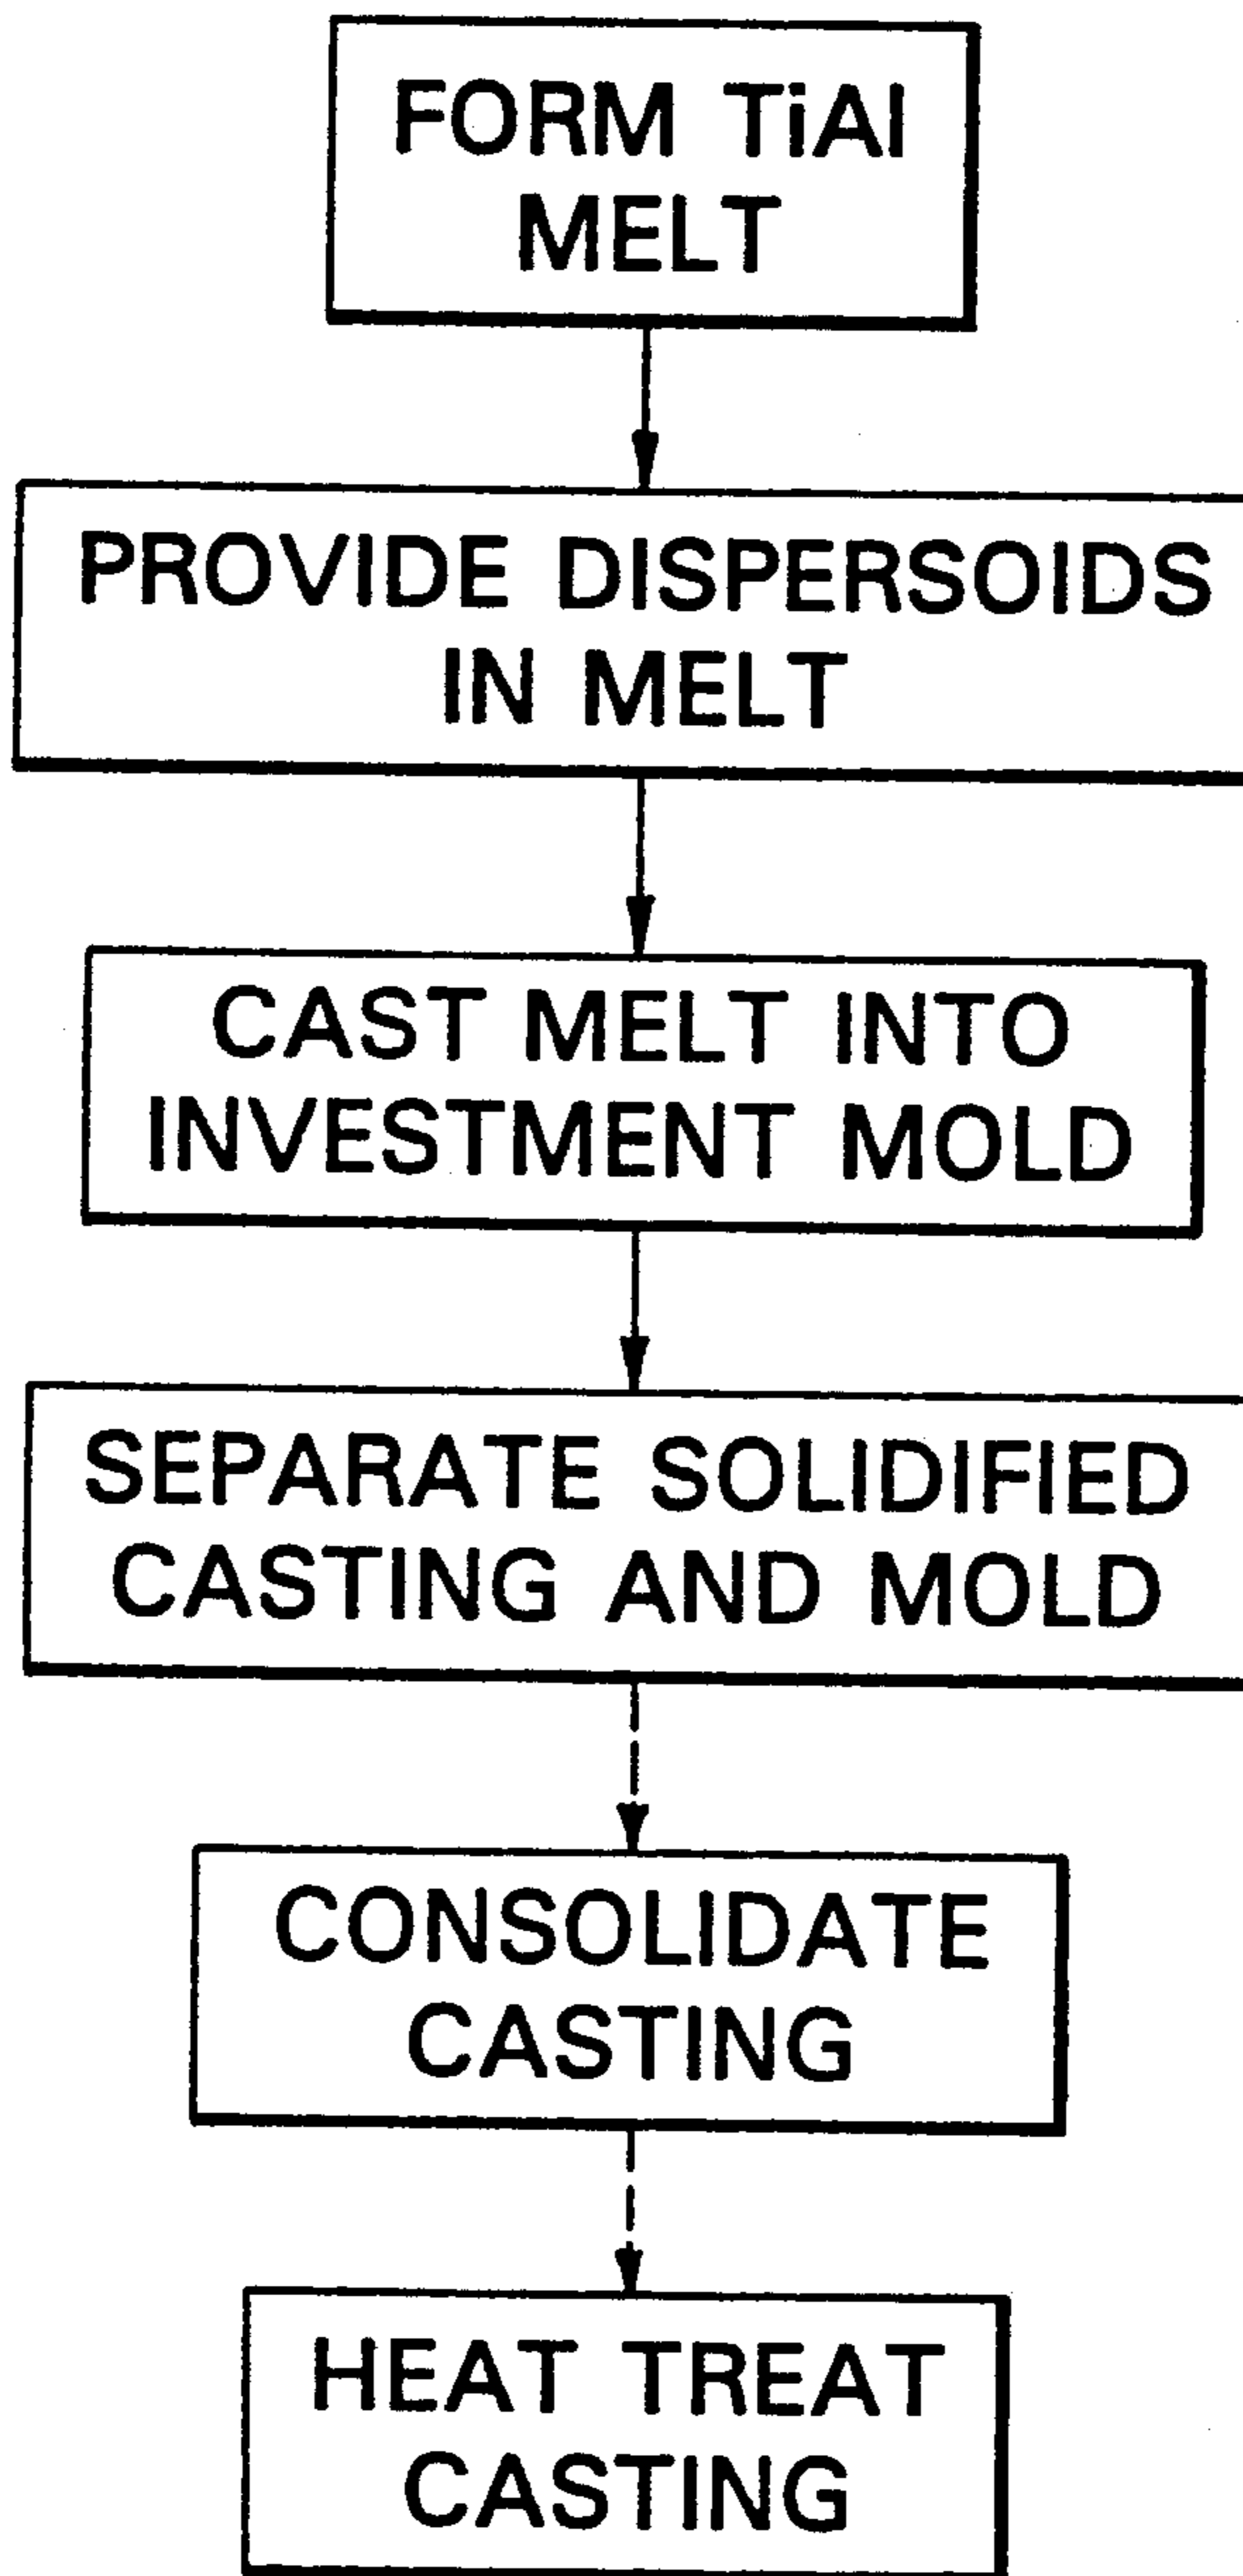 FORM TiAl
MELT
PROVIDE DISPERSOIDS
IN MELT
CAST MELT INTO
INVESTMENT MOLD
SEPARATE SOLIDIFIED
CASTING AND MOLD
CONSOLIDATE
CASTING
HEAT TREAT
CASTING